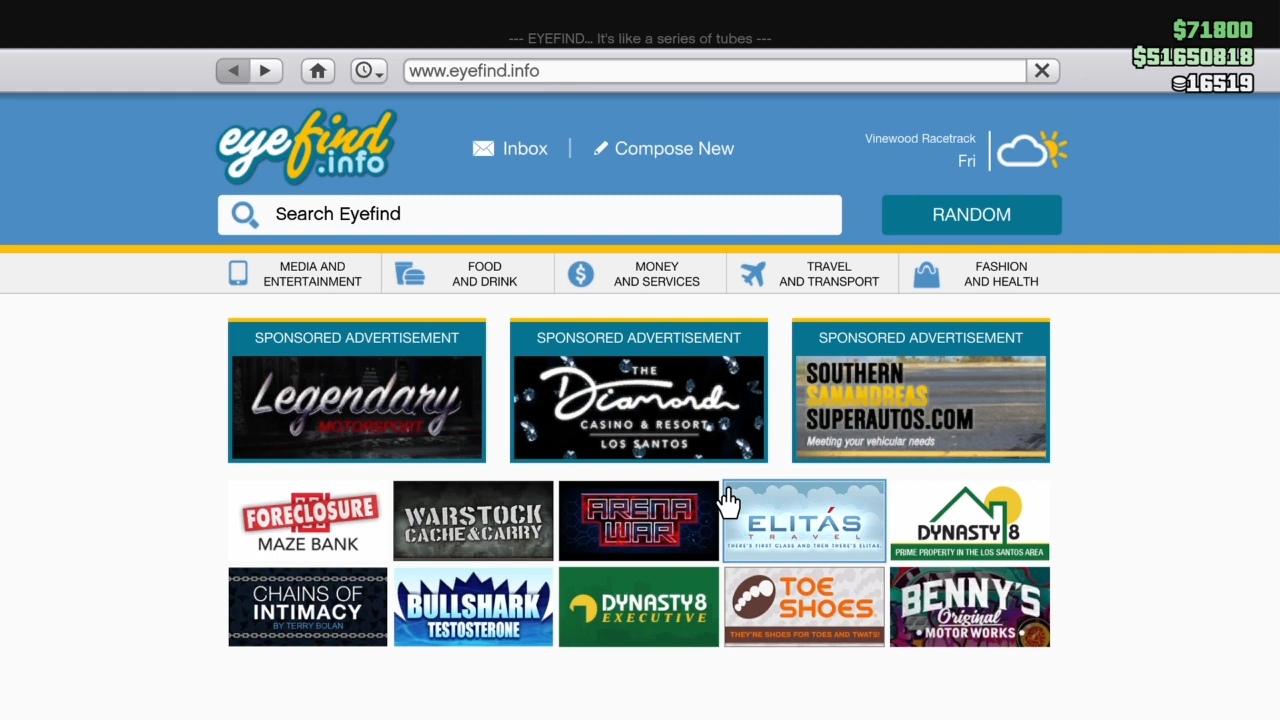 --- EYEFIND... It's like a series of tubes ---
$71800
$51650818
16519
www.eyefind.info
eyefind
.info
Inbox
Compose New
Vinewood Racetrack
Fri
Search Eyefind
RANDOM
MEDIA AND
ENTERTAINMENT
FOOD
AND DRINK
MONEY
AND SERVICES
TRAVEL
AND TRANSPORT
FASHION
AND HEALTH
SPONSORED ADVERTISEMENT
Legendary
MOTORSPORT
SPONSORED ADVERTISEMENT
THE
Diamond
CASINO & RESORT
LOS SANTOS
SPONSORED ADVERTISEMENT
SOUTHERN
SANANDREAS
SUPERAUTOS.COM
Meeting your vehicular needs
FORECLOSURE
MAZE BANK
WARSTOCK
CACHE&CARRY
ARENA
WAR
ELITÁS
TRAVEL
THERE'S FIRST CLASS AND THEN THERE'S ELITAS.
DYNASTY 8
PRIME PROPERTY IN THE LOS SANTOS AREA
CHAINS OF
INTIMACY
BY TERRY BOLAN
BULLSHARK
TESTOSTERONE
DYNASTY 8
EXECUTIVE
TOE
SHOES
THEY'RE SHOES FOR TOES AND TWATS!
BENNY'S
Original
MOTOR WORKS